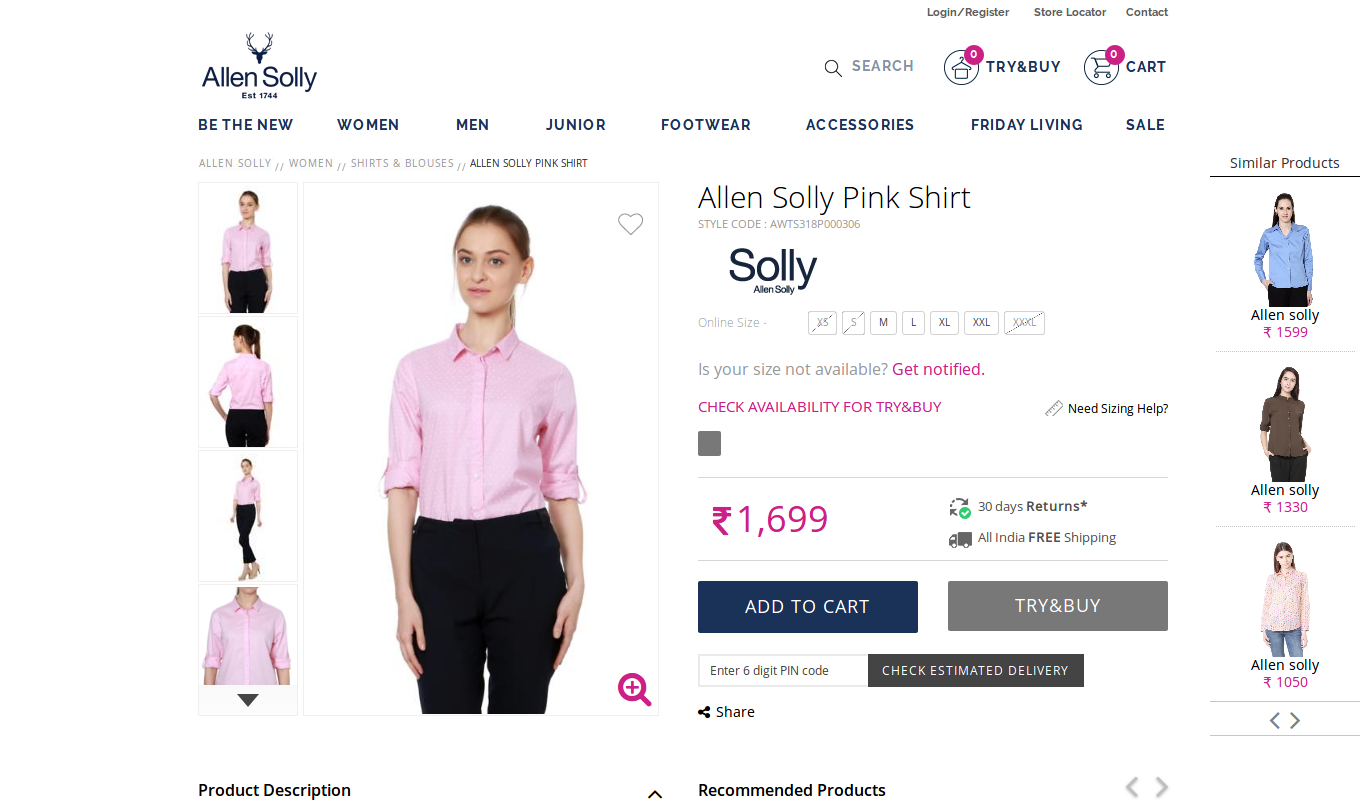 Login/Register Store Locator Contact
Allen Solly
Est 1744
SEARCH 0 TRY&BUY 0 CART
BE THE NEW WOMEN MEN JUNIOR FOOTWEAR ACCESSORIES FRIDAY LIVING SALE
ALLEN SOLLY // WOMEN // SHIRTS & BLOUSES // ALLEN SOLLY PINK SHIRT
Allen Solly Pink Shirt
STYLE CODE : AWTS318P000306
Solly
Allen Solly
Online Size - XS S M L XL XXL XXXL
Is your size not available? Get notified.
CHECK AVAILABILITY FOR TRY&BUY Need Sizing Help?
₹1,699
30 days Returns*
All India FREE Shipping
ADD TO CART TRY&BUY
Enter 6 digit PIN code CHECK ESTIMATED DELIVERY
Share
Similar Products
Allen solly
₹ 1599
Allen solly
₹ 1330
Allen solly
₹ 1050
Product Description
Recommended Products